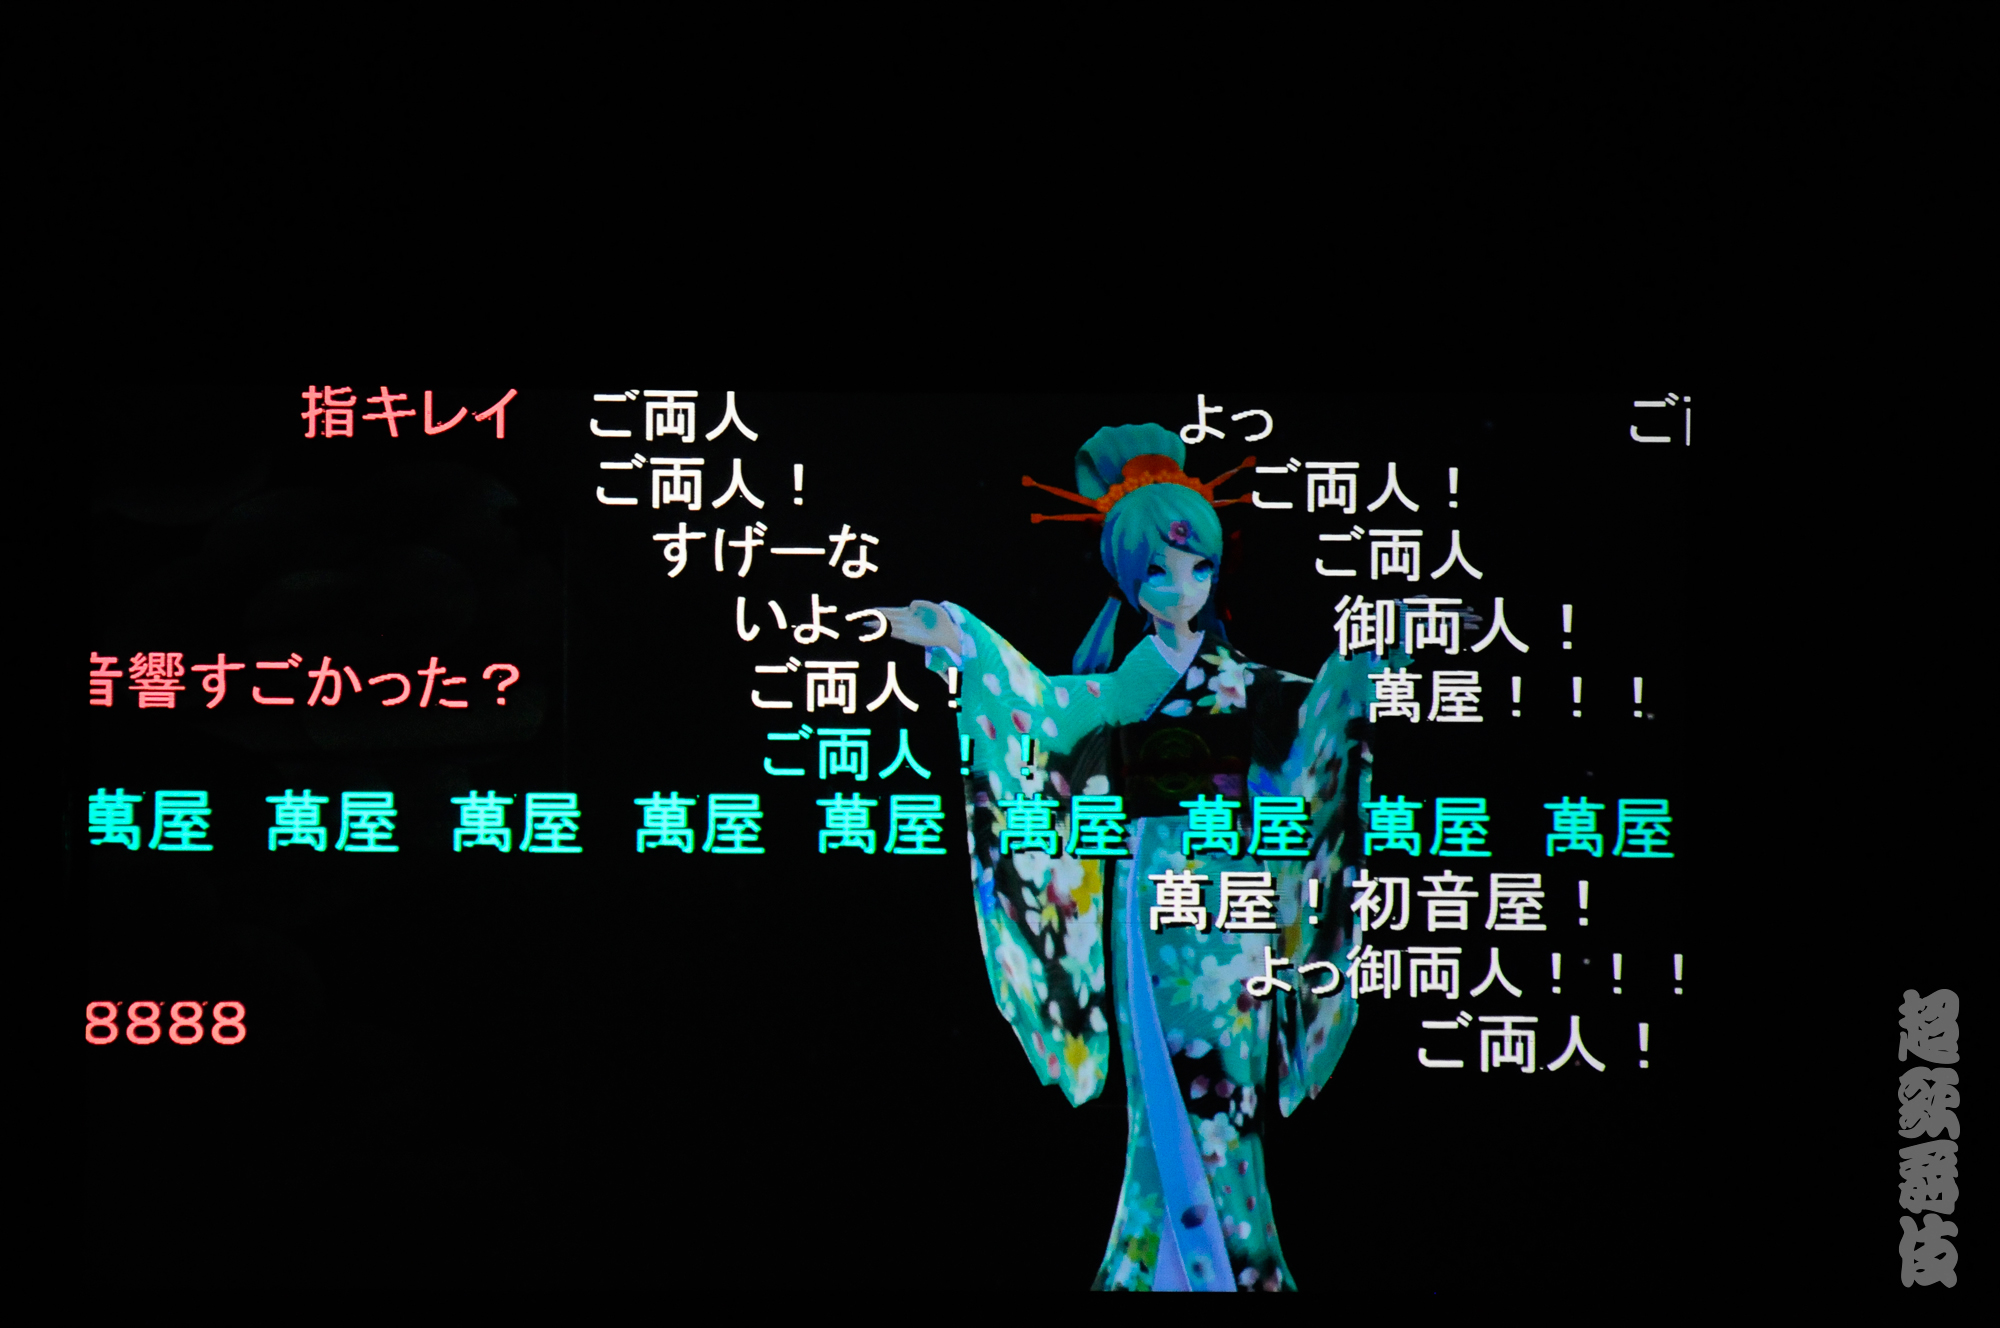 指キレイ ご両人 よっ ご
ご両人！ ご両人！
すげーな ご両人
いよっ 御両人！
音響すごかった？ ご両人！ 萬屋！！！
ご両人！！
萬屋 萬屋 萬屋 萬屋 萬屋 萬屋 萬屋 萬屋 萬屋
萬屋！初音屋！
よっ御両人！！！
8888 ご両人！
超歌舞伎